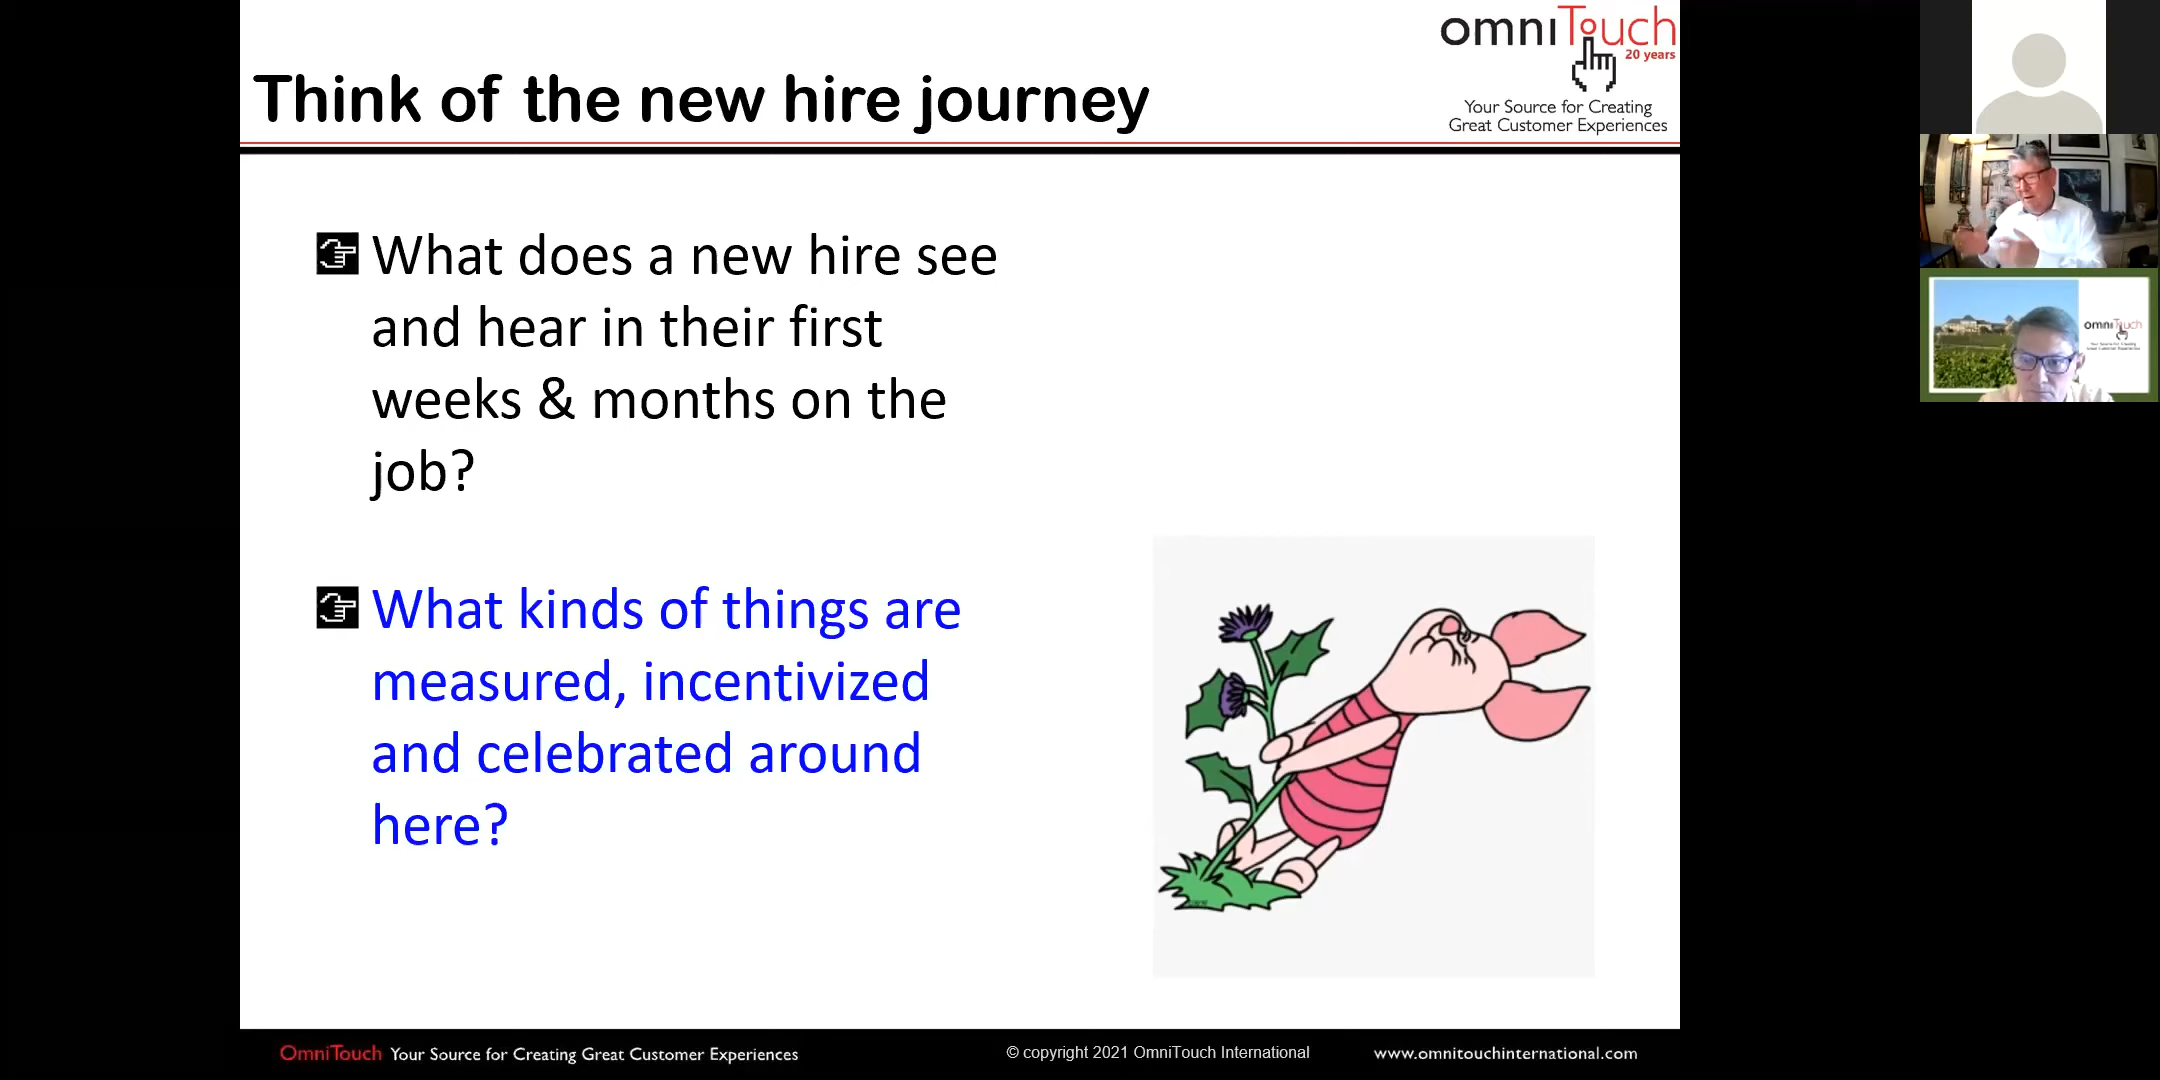 omniTouch
20 years
Your Source for Creating
Great Customer Experiences
Think of the new hire journey
What does a new hire see
and hear in their first
weeks & months on the
job?
What kinds of things are
measured, incentivized
and celebrated around
here?
omniTouch
OmniTouch Your Source for Creating Great Customer Experiences
© copyright 2021 OmniTouch International
www.omnitouchinternational.com